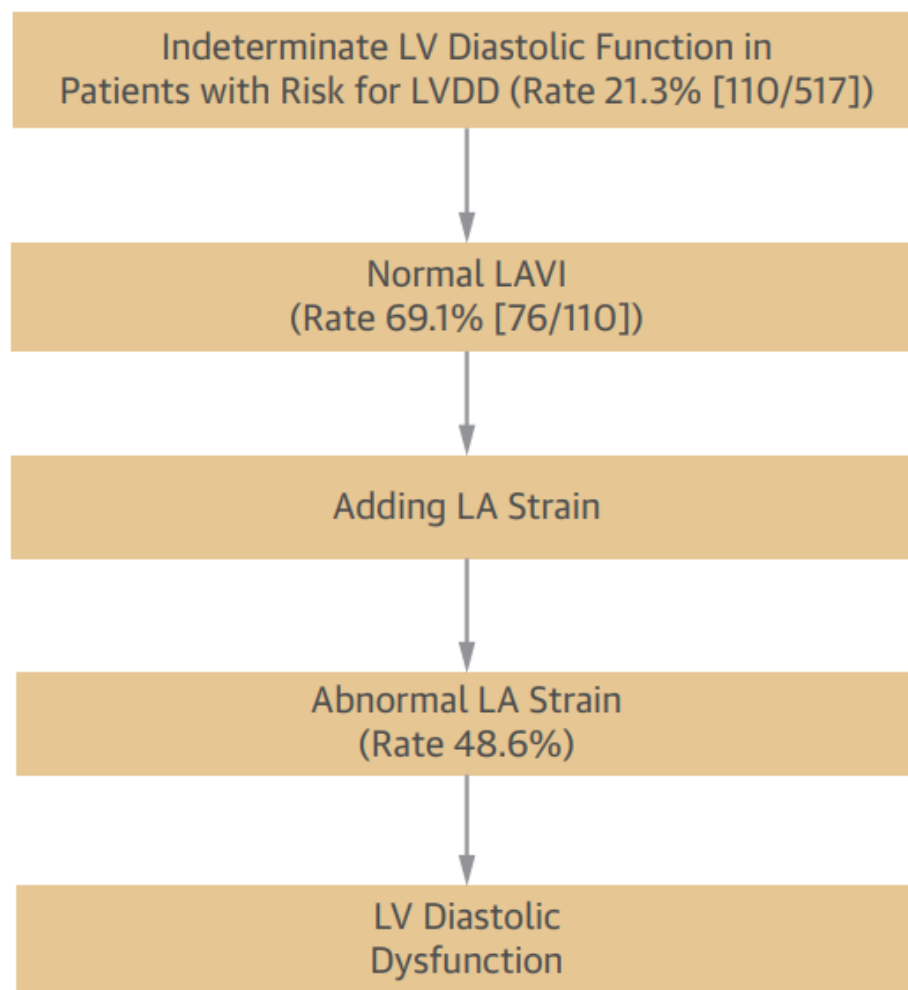 Indeterminate LV Diastolic Function in
Patients with Risk for LVDD (Rate 21.3% [110/517])
Normal LAVI
(Rate 69.1% [76/110])
Adding LA Strain
Abnormal LA Strain
(Rate 48.6%)
LV Diastolic
Dysfunction